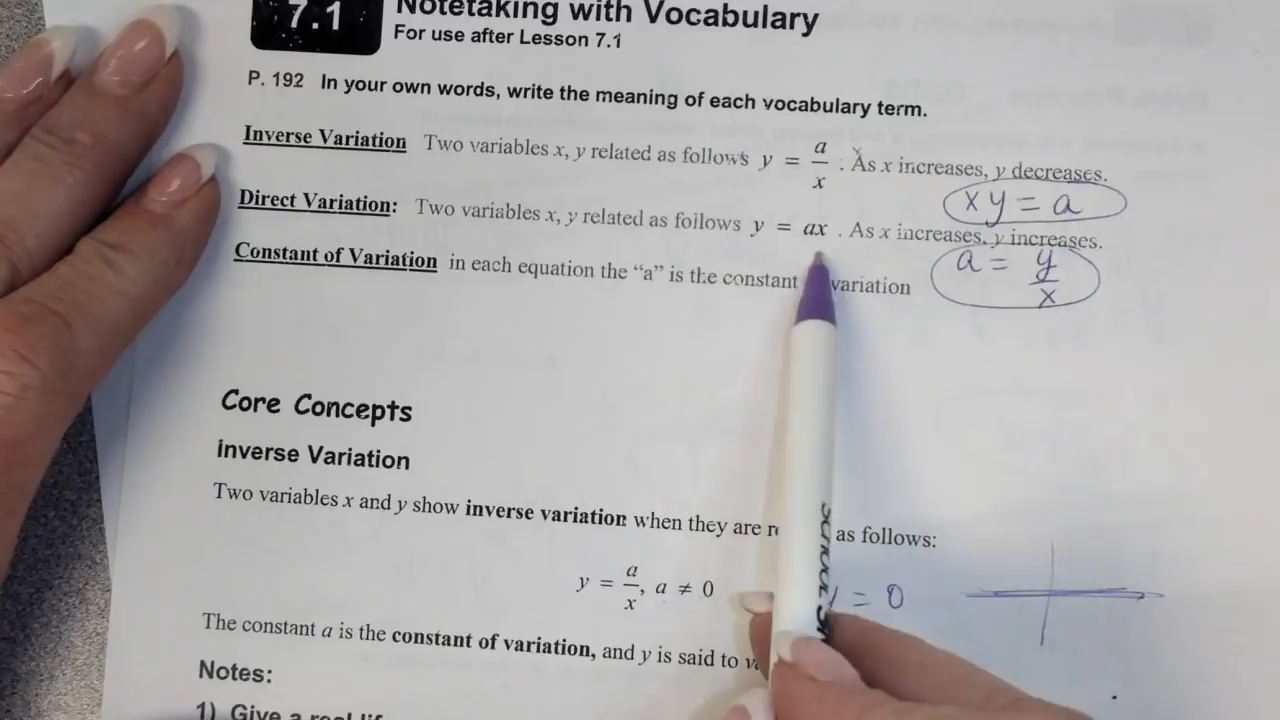 7.1 Notetaking with Vocabulary
For use after Lesson 7.1
P. 192 In your own words, write the meaning of each vocabulary term.
Inverse Variation Two variables x, y related as follows y = a/x . As x increases, y decreases.
xy = a
Direct Variation: Two variables x, y related as follows y = ax . As x increases, y increases.
a = y/x
Constant of Variation in each equation the “a” is the constant variation
Core Concepts
Inverse Variation
Two variables x and y show inverse variation when they are as follows:
y = a/x, a ≠ 0
= 0
The constant a is the constant of variation, and y is said to
Notes:
1) Give a real